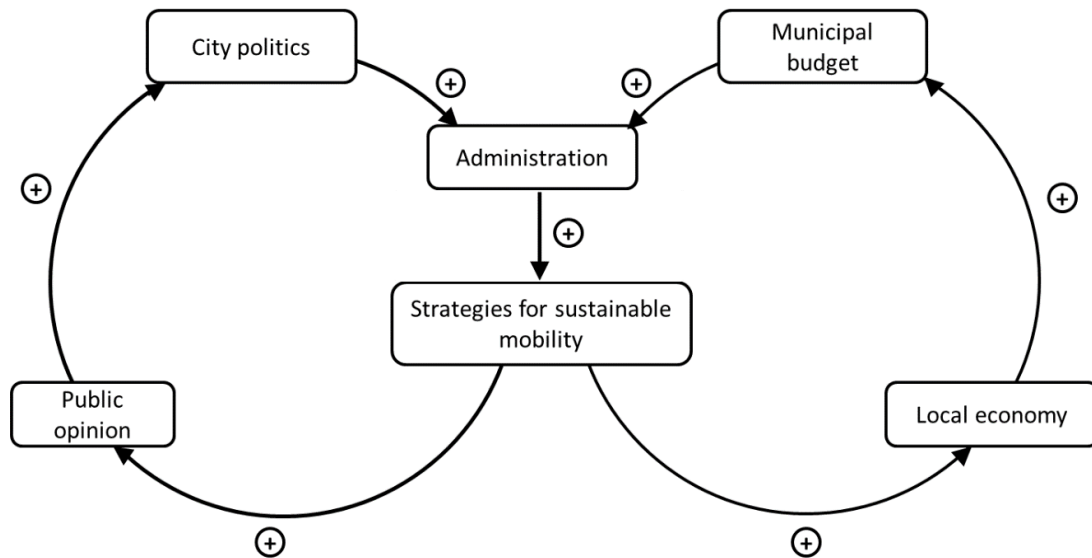 City politics
Municipal
budget
+
+
Administration
+
+
+
Strategies for sustainable
mobility
Public
opinion
Local economy
+
+